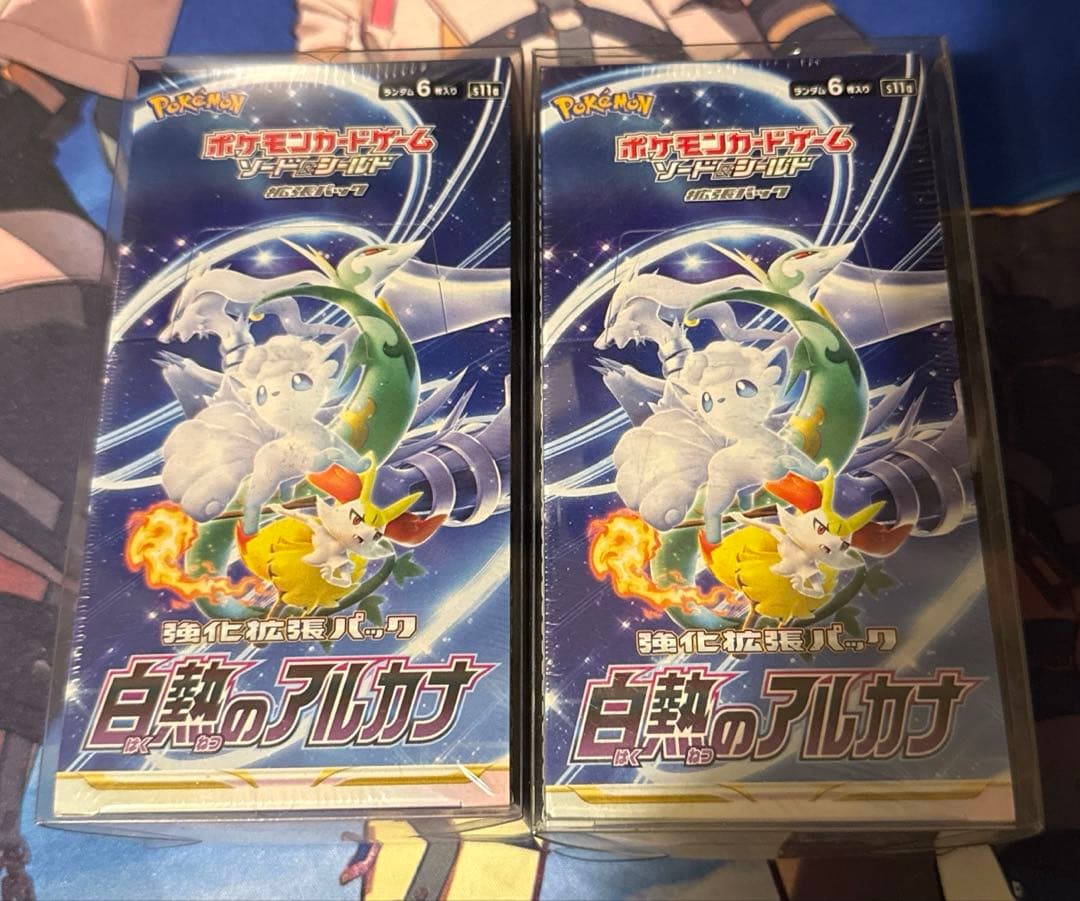 POKéMON
ランダム6枚入り s11a
ポケモンカードゲーム
ソード&シールド
拡張パック
強化拡張パック
白熱のアルカナ
はく ねつ
POKéMON
ランダム6枚入り s11a
ポケモンカードゲーム
ソード&シールド
拡張パック
強化拡張パック
白熱のアルカナ
はく ねつ